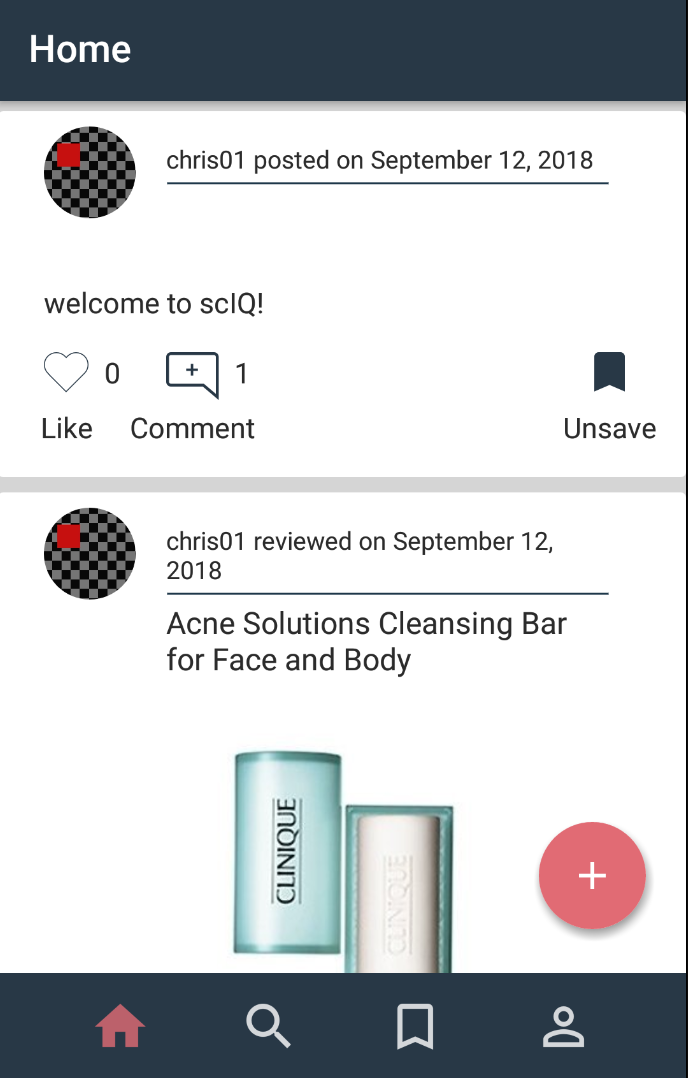 Home
chris01 posted on September 12, 2018
welcome to scIQ!
0
1
Like
Comment
Unsave
chris01 reviewed on September 12,
2018
Acne Solutions Cleansing Bar
for Face and Body
CLINIQUE
CLINIQUE